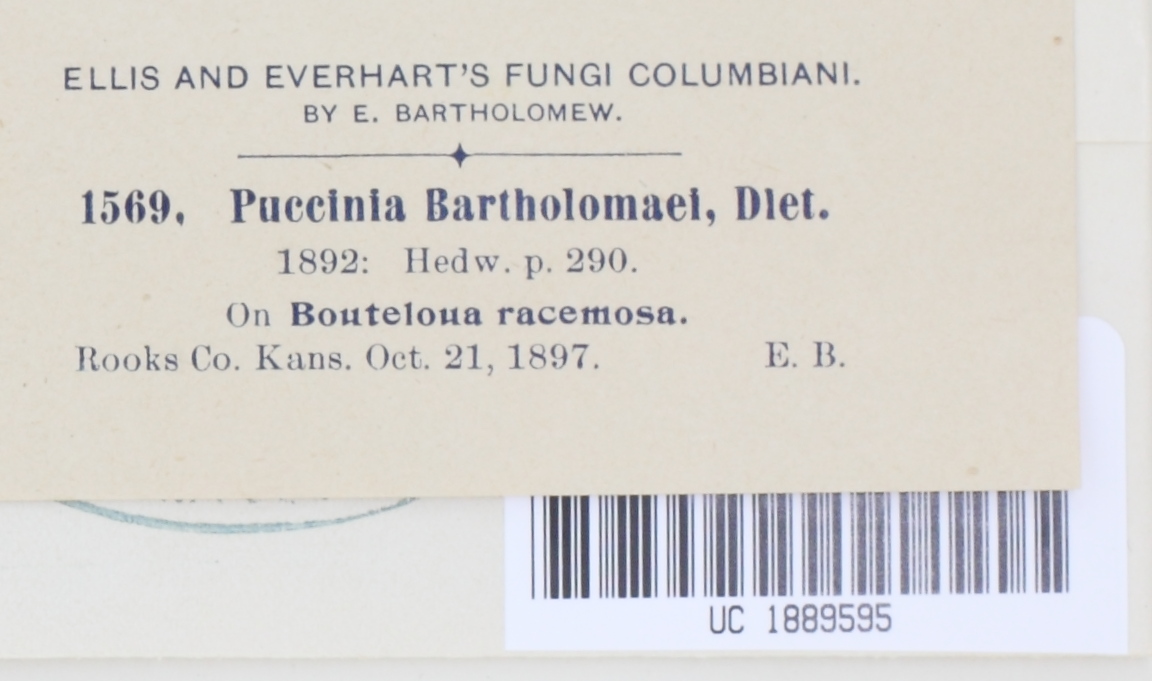 ELLIS AND EVERHART'S FUNGI COLUMBIANI.
BY E. BARTHOLOMEW.
1569. Puccinia Bartholomaei, Diet.
1892: Hedw. p. 290.
On Bouteloua racemosa.
Rooks Co. Kans. Oct. 21, 1897. E. B.
UC 1889595